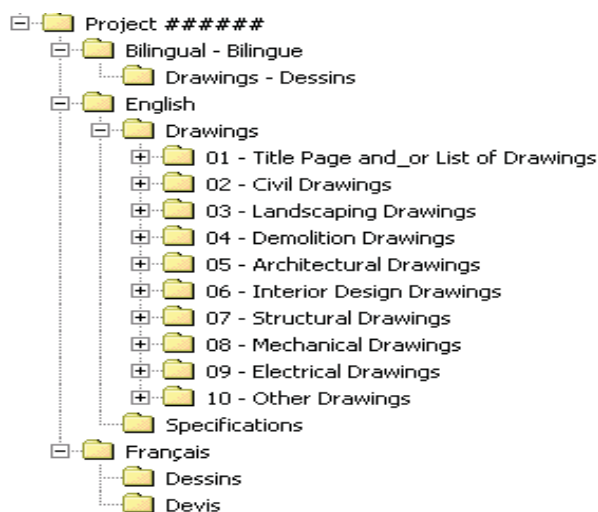 Project ######
Bilingual - Bilingue
Drawings - Dessins
English
Drawings
01 - Title Page and_or List of Drawings
02 - Civil Drawings
03 - Landscaping Drawings
04 - Demolition Drawings
05 - Architectural Drawings
06 - Interior Design Drawings
07 - Structural Drawings
08 - Mechanical Drawings
09 - Electrical Drawings
10 - Other Drawings
Specifications
Français
Dessins
Devis